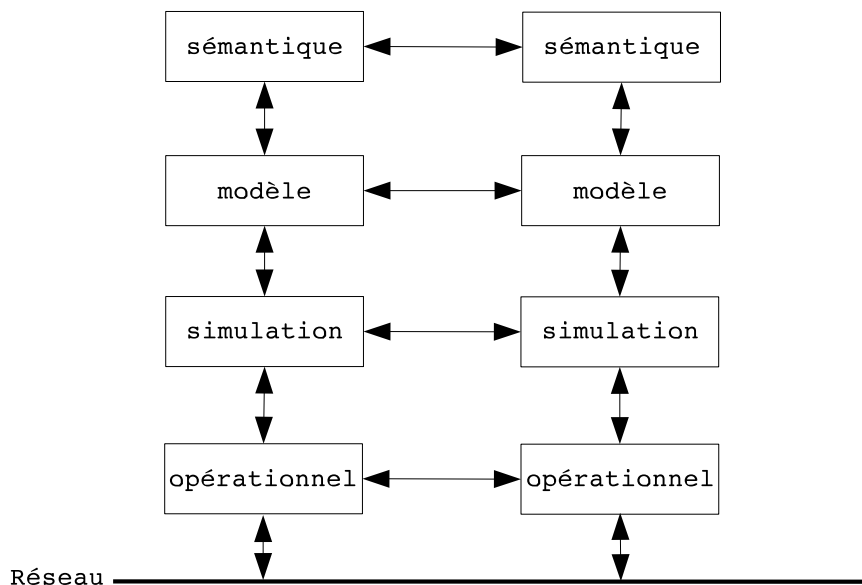 sémantique sémantique
modèle modèle
simulation simulation
opérationnel opérationnel
Réseau